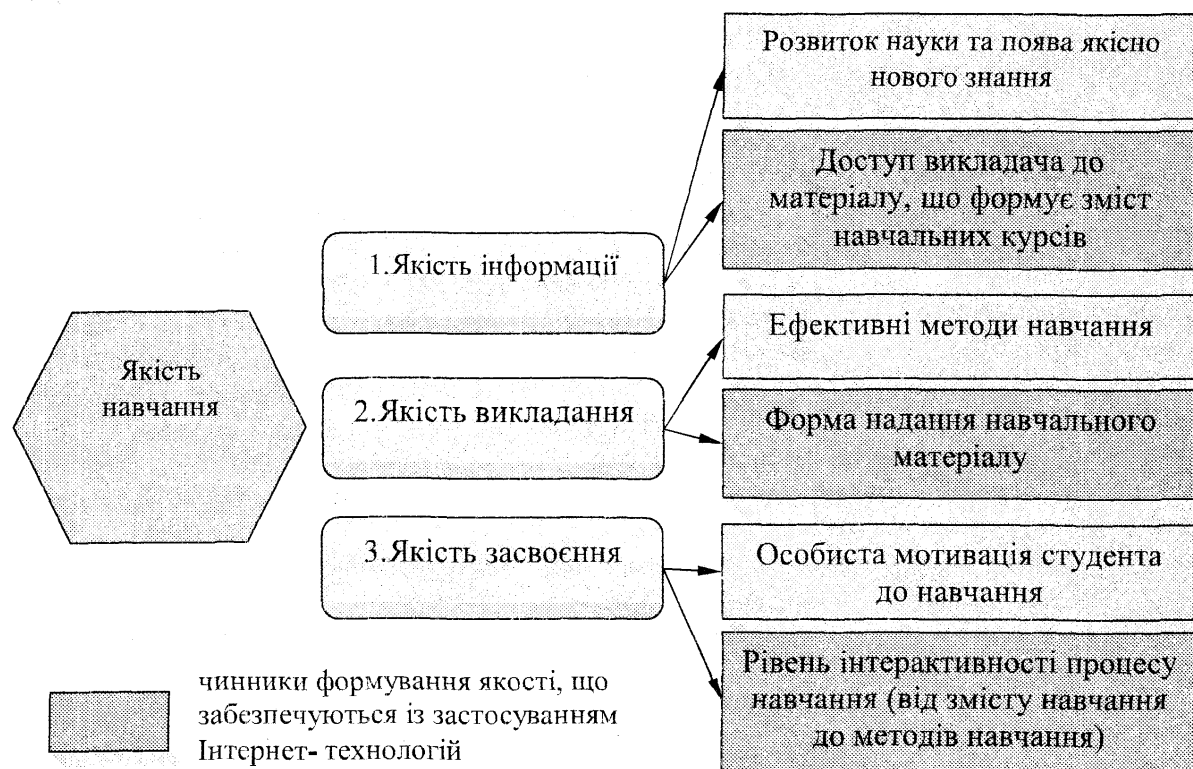 Розвиток науки та поява якісно
нового знання
Доступ викладача до
матеріалу, що формує зміст
навчальних курсів
1.Якість інформації
Ефективні методи навчання
Якість
навчання
2.Якість викладання
Форма надання навчального
матеріалу
3.Якість засвоєння
Особиста мотивація студента
до навчання
Рівень інтерактивності процесу
навчання (від змісту навчання
до методів навчання)
чинники формування якості, що
забезпечуються із застосуванням
Інтернет- технологій